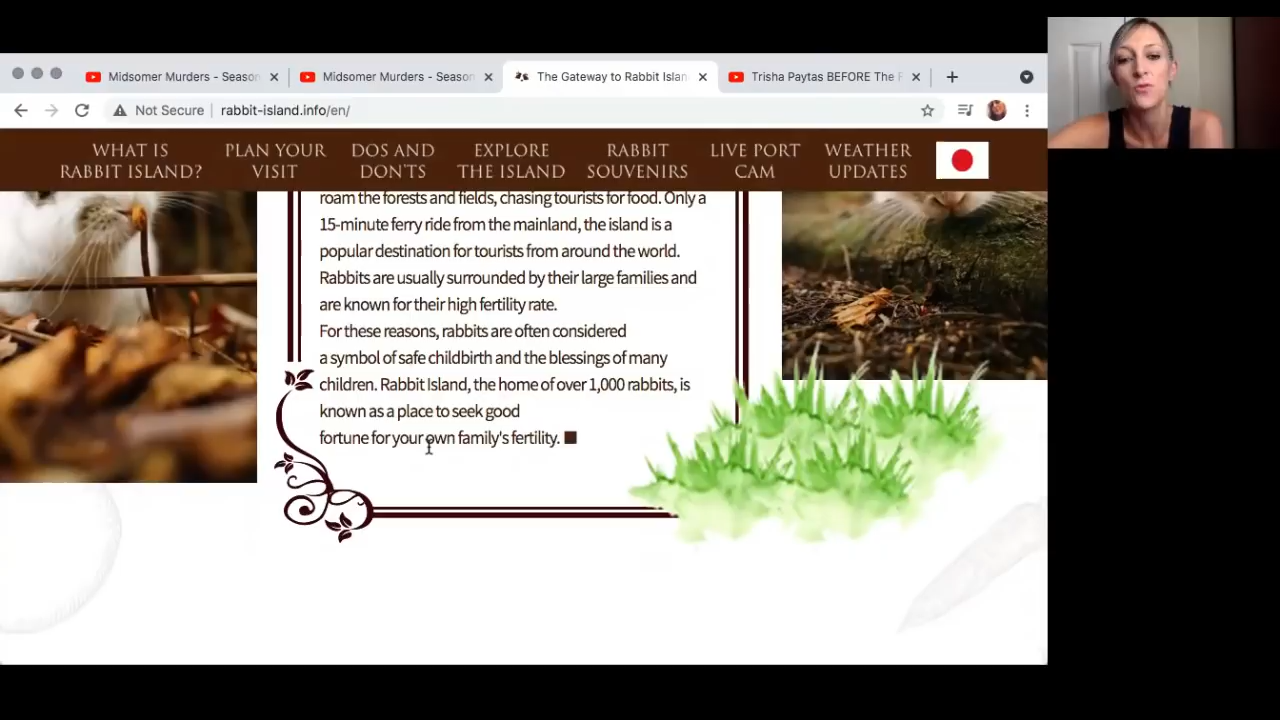 Midsomer Murders - Season
Midsomer Murders - Season
The Gateway to Rabbit Islan
Trisha Paytas BEFORE The F
Not Secure
rabbit-island.info/en/
WHAT IS
RABBIT ISLAND?
PLAN YOUR
VISIT
DOS AND
DON'TS
EXPLORE
THE ISLAND
RABBIT
SOUVENIRS
LIVE PORT
CAM
WEATHER
UPDATES
roam the forests and fields, chasing tourists for food. Only a
15-minute ferry ride from the mainland, the island is a
popular destination for tourists from around the world.
Rabbits are usually surrounded by their large families and
are known for their high fertility rate.
For these reasons, rabbits are often considered
a symbol of safe childbirth and the blessings of many
children. Rabbit Island, the home of over 1,000 rabbits, is
known as a place to seek good
fortune for your own family's fertility.